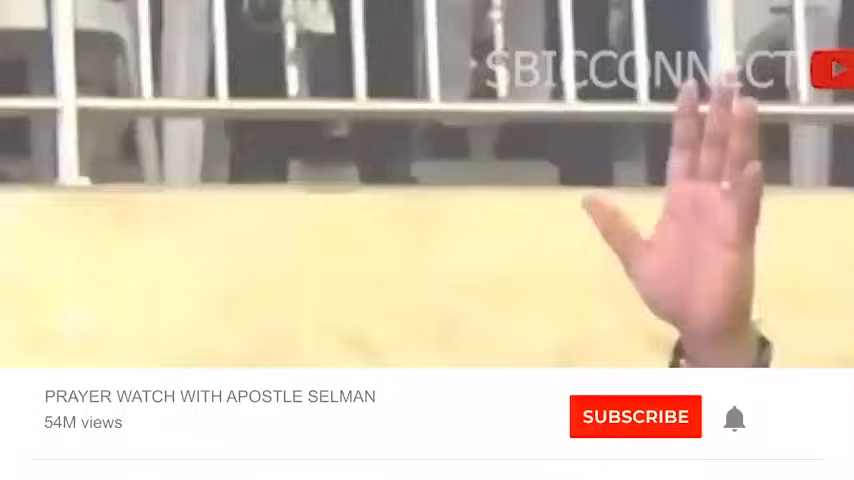 SBICCONNECT
PRAYER WATCH WITH APOSTLE SELMAN
54M views
SUBSCRIBE